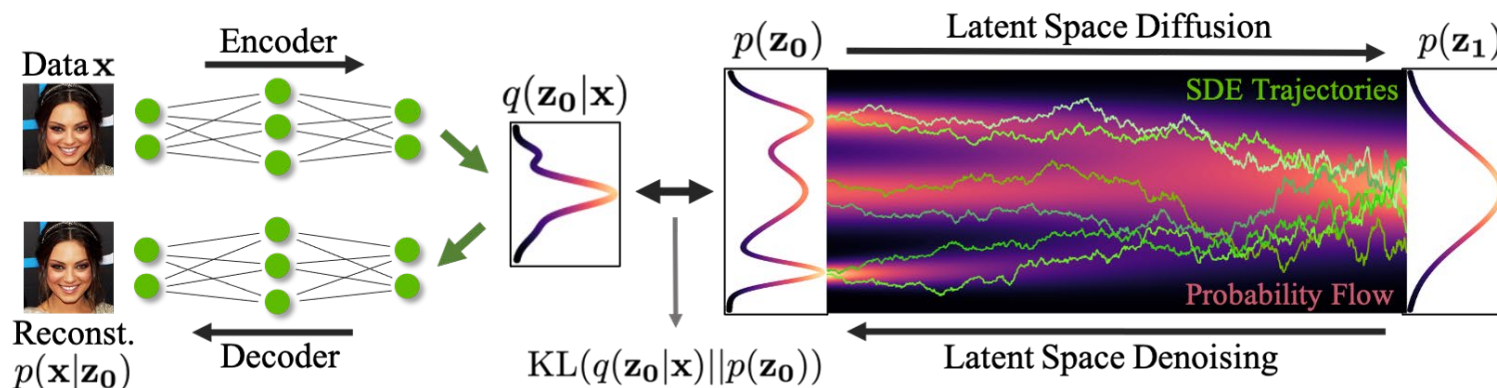 Data x
Encoder
q(z₀|x)
p(z₀)
Latent Space Diffusion
p(z₁)
SDE Trajectories
Probability Flow
Reconst.
p(x|z₀)
Decoder
KL(q(z₀|x)||p(z₀))
Latent Space Denoising